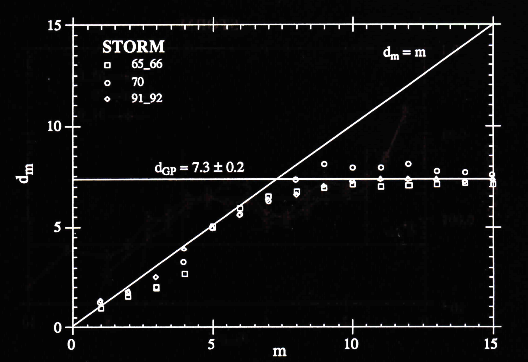 15
STORM
65_66
70
91_92
d_m = m
10
d_GP = 7.3 ± 0.2
d_m
5
0
0
5
10
15
m